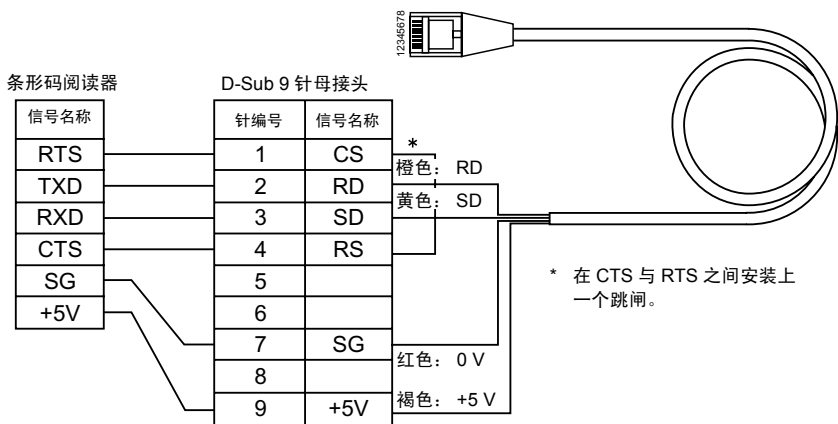 12345678
条形码阅读器
D-Sub 9 针母接头
信号名称
针编号 信号名称
RTS 1 CS *
橙色： RD
TXD 2 RD
黄色： SD
RXD 3 SD
CTS 4 RS
SG 5
+5V 6
7 SG
红色： 0 V
8
褐色： +5 V
9 +5V
* 在 CTS 与 RTS 之间安装上
一个跳闸。